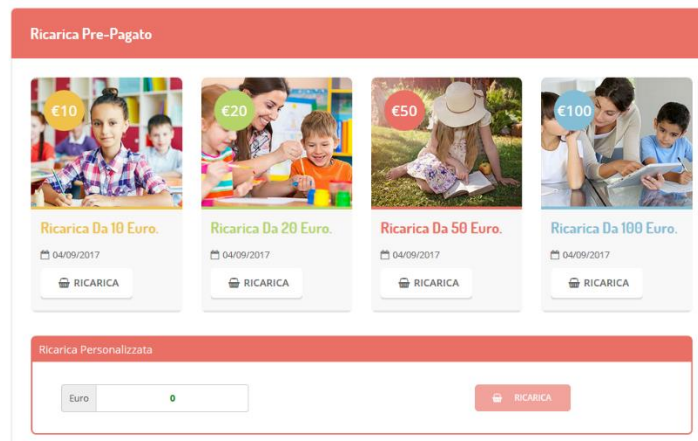 Ricarica Pre-Pagato
€10
€20
€50
€100
Ricarica Da 10 Euro.
Ricarica Da 20 Euro.
Ricarica Da 50 Euro.
Ricarica Da 100 Euro.
04/09/2017
04/09/2017
04/09/2017
04/09/2017
RICARICA
RICARICA
RICARICA
RICARICA
Ricarica Personalizzata
Euro 0
RICARICA